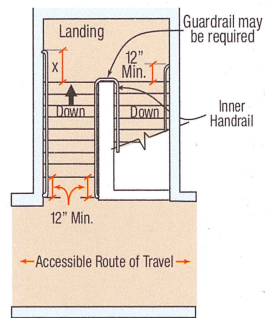 Landing
Guardrail may
be required
12"
Min.
X
Down
Down
Inner
Handrail
12" Min.
Accessible Route of Travel